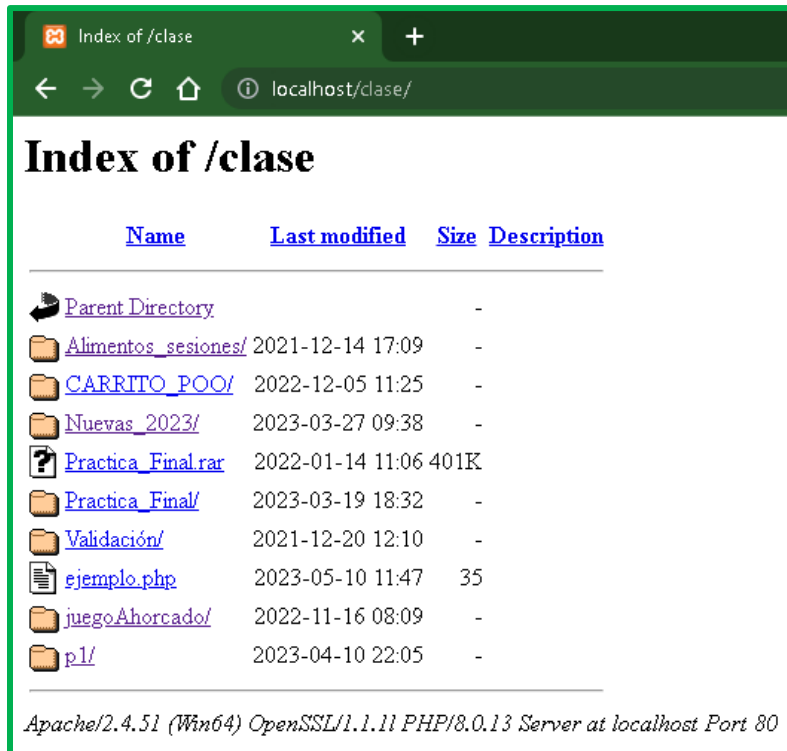 Index of /clase
localhost/clase/
Index of /clase
Name Last modified Size Description
Parent Directory -
Alimentos_sesiones/ 2021-12-14 17:09 -
CARRITO_POO/ 2022-12-05 11:25 -
Nuevas_2023/ 2023-03-27 09:38 -
Practica_Final.rar 2022-01-14 11:06 401K
Practica_Final/ 2023-03-19 18:32 -
Validación/ 2021-12-20 12:10 -
ejemplo.php 2023-05-10 11:47 35
juegoAhorcado/ 2022-11-16 08:09 -
p1/ 2023-04-10 22:05 -
Apache/2.4.51 (Win64) OpenSSL/1.1.1l PHP/8.0.13 Server at localhost Port 80